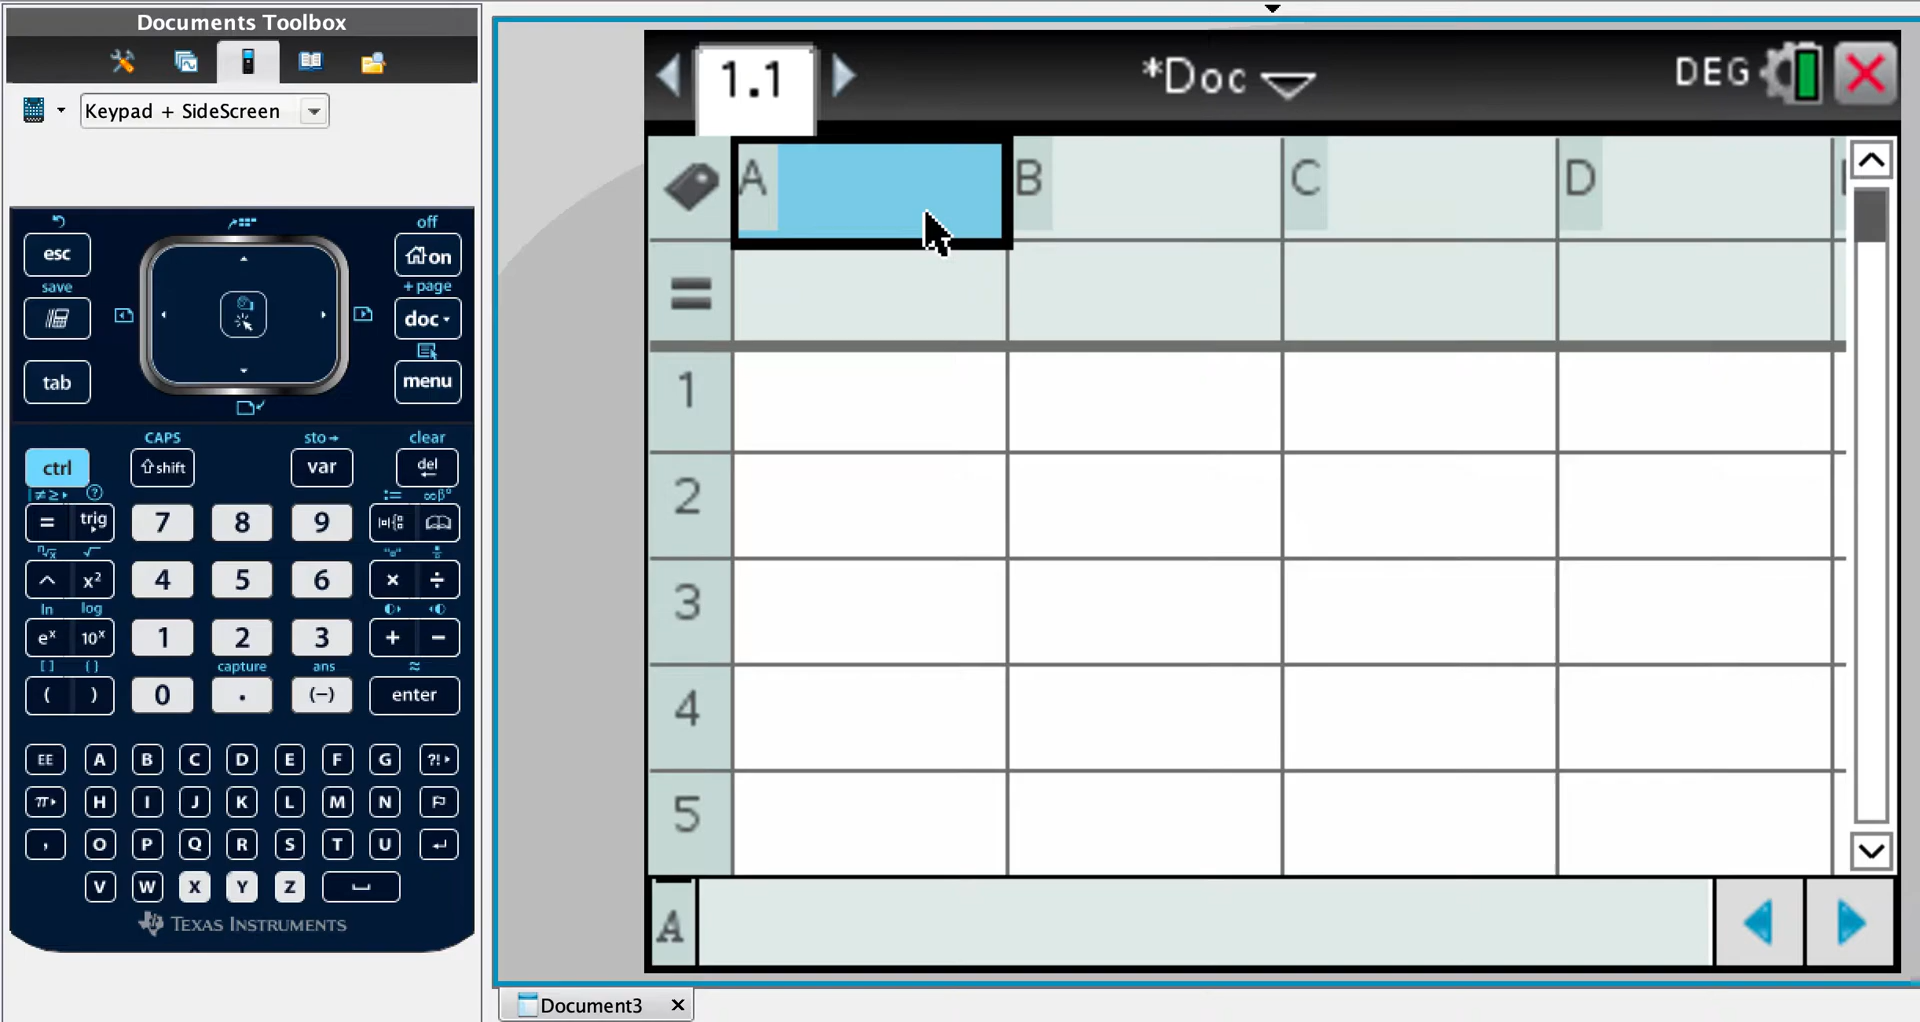 Documents Toolbox
Keypad + SideScreen
off
esc
on
save
+ page
doc
tab
menu
CAPS
sto→
clear
ctrl
⇧shift
var
del
|≠≥▸
?
:=
∞β°
=
trig
7
8
9
|□|{
ⁿ√x
√
"□"
^
x²
4
5
6
×
÷
ln
log
eˣ
10ˣ
1
2
3
+
−
[ ]
{ }
capture
ans
≈
(
)
0
.
(−)
enter
EE
A
B
C
D
E
F
G
?!▸
π▸
H
I
J
K
L
M
N
,
O
P
Q
R
S
T
U
V
W
X
Y
Z
TEXAS INSTRUMENTS
1.1
*Doc
DEG
A
B
C
D
=
1
2
3
4
5
A
Document3